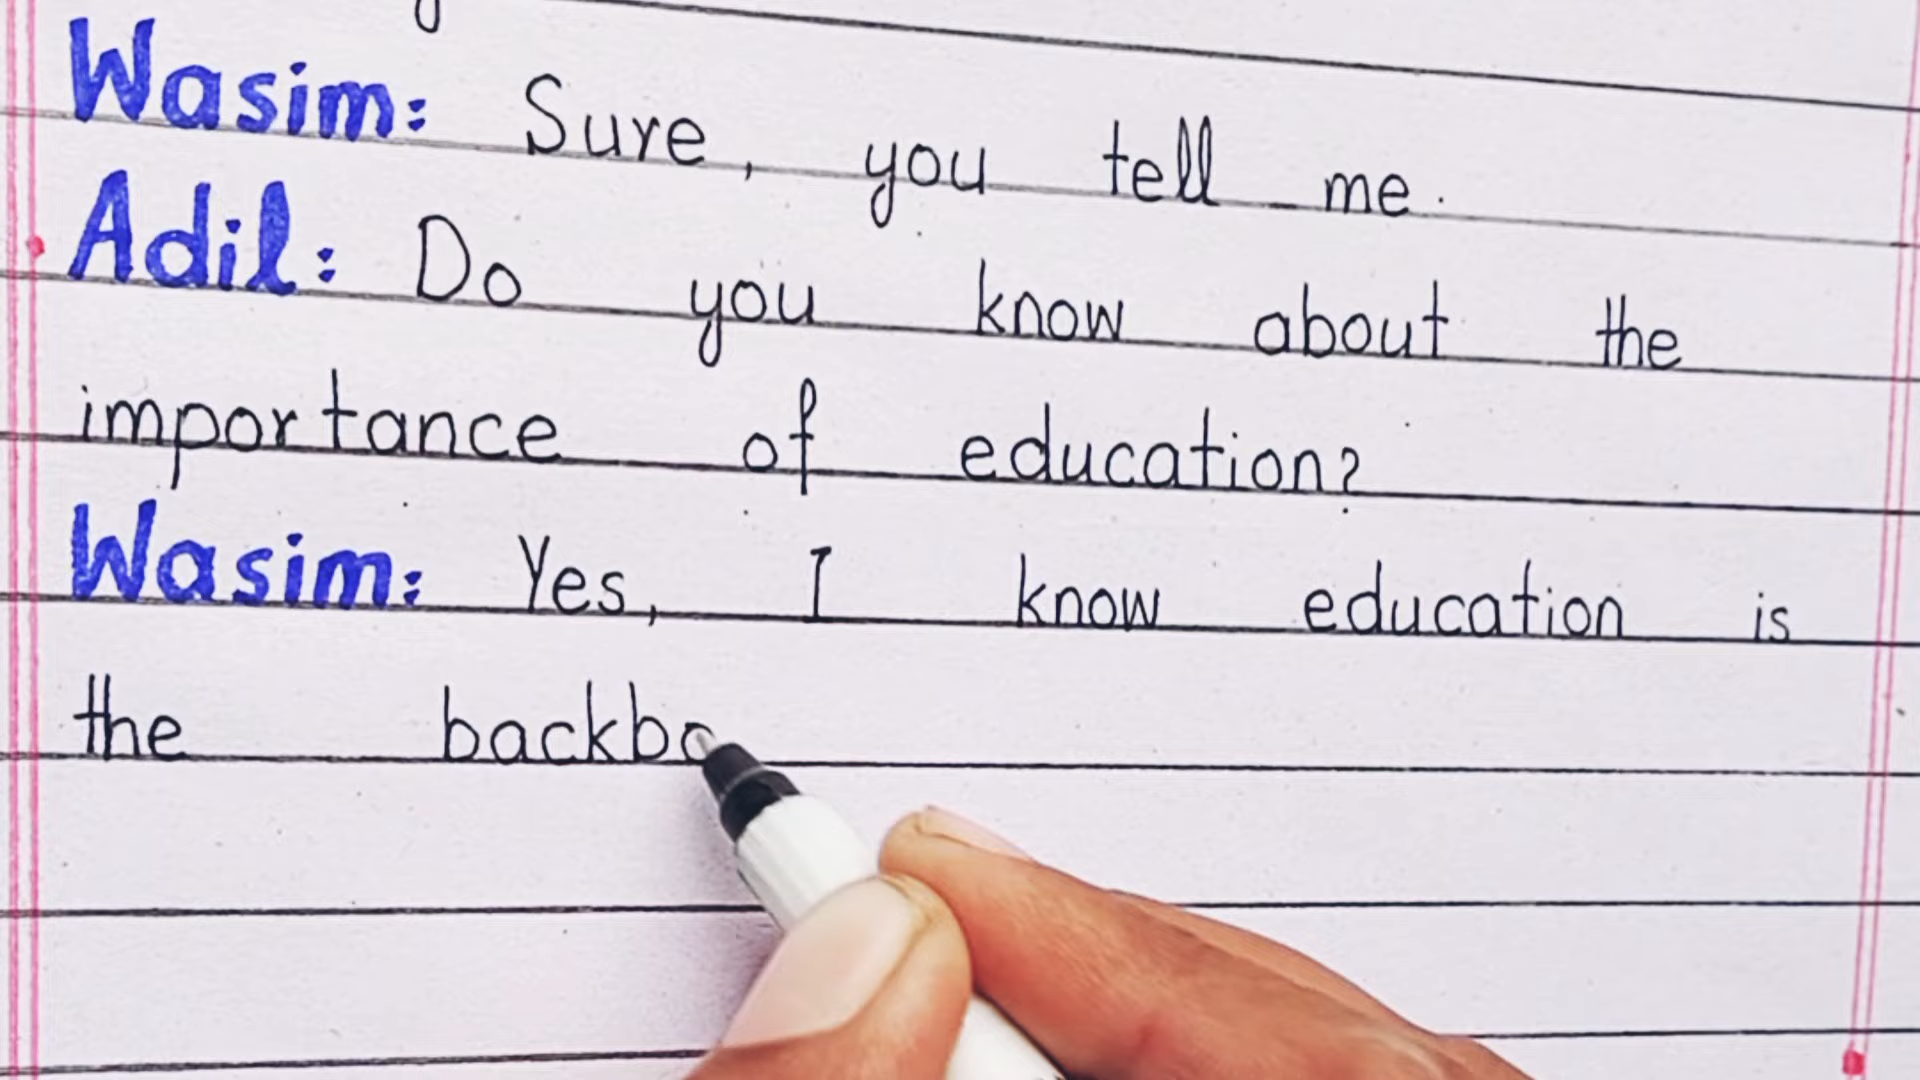 Wasim: Sure, you tell me.
Adil: Do you know about the
importance of education?
Wasim: Yes, I know education is
the backbo